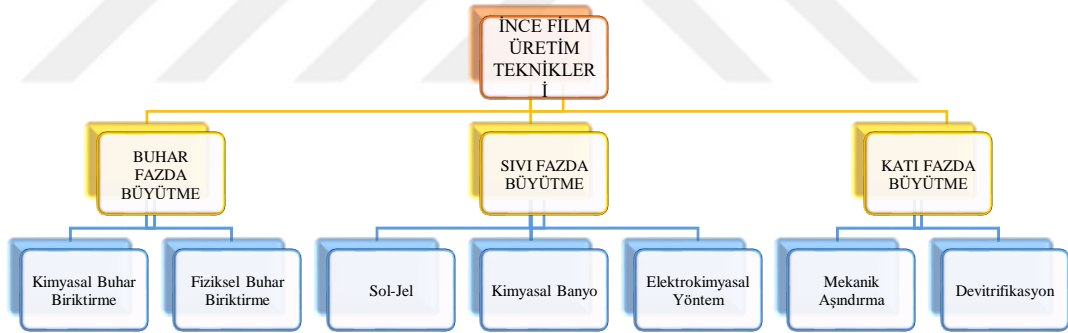 İNCE FİLM
ÜRETİM
TEKNİKLER
İ
BUHAR
FAZDA
BÜYÜTME
SIVI FAZDA
BÜYÜTME
KATI FAZDA
BÜYÜTME
Kimyasal Buhar
Biriktirme
Fiziksel Buhar
Biriktirme
Sol-Jel
Kimyasal Banyo
Elektrokimyasal
Yöntem
Mekanik
Aşındırma
Devitrifikasyon